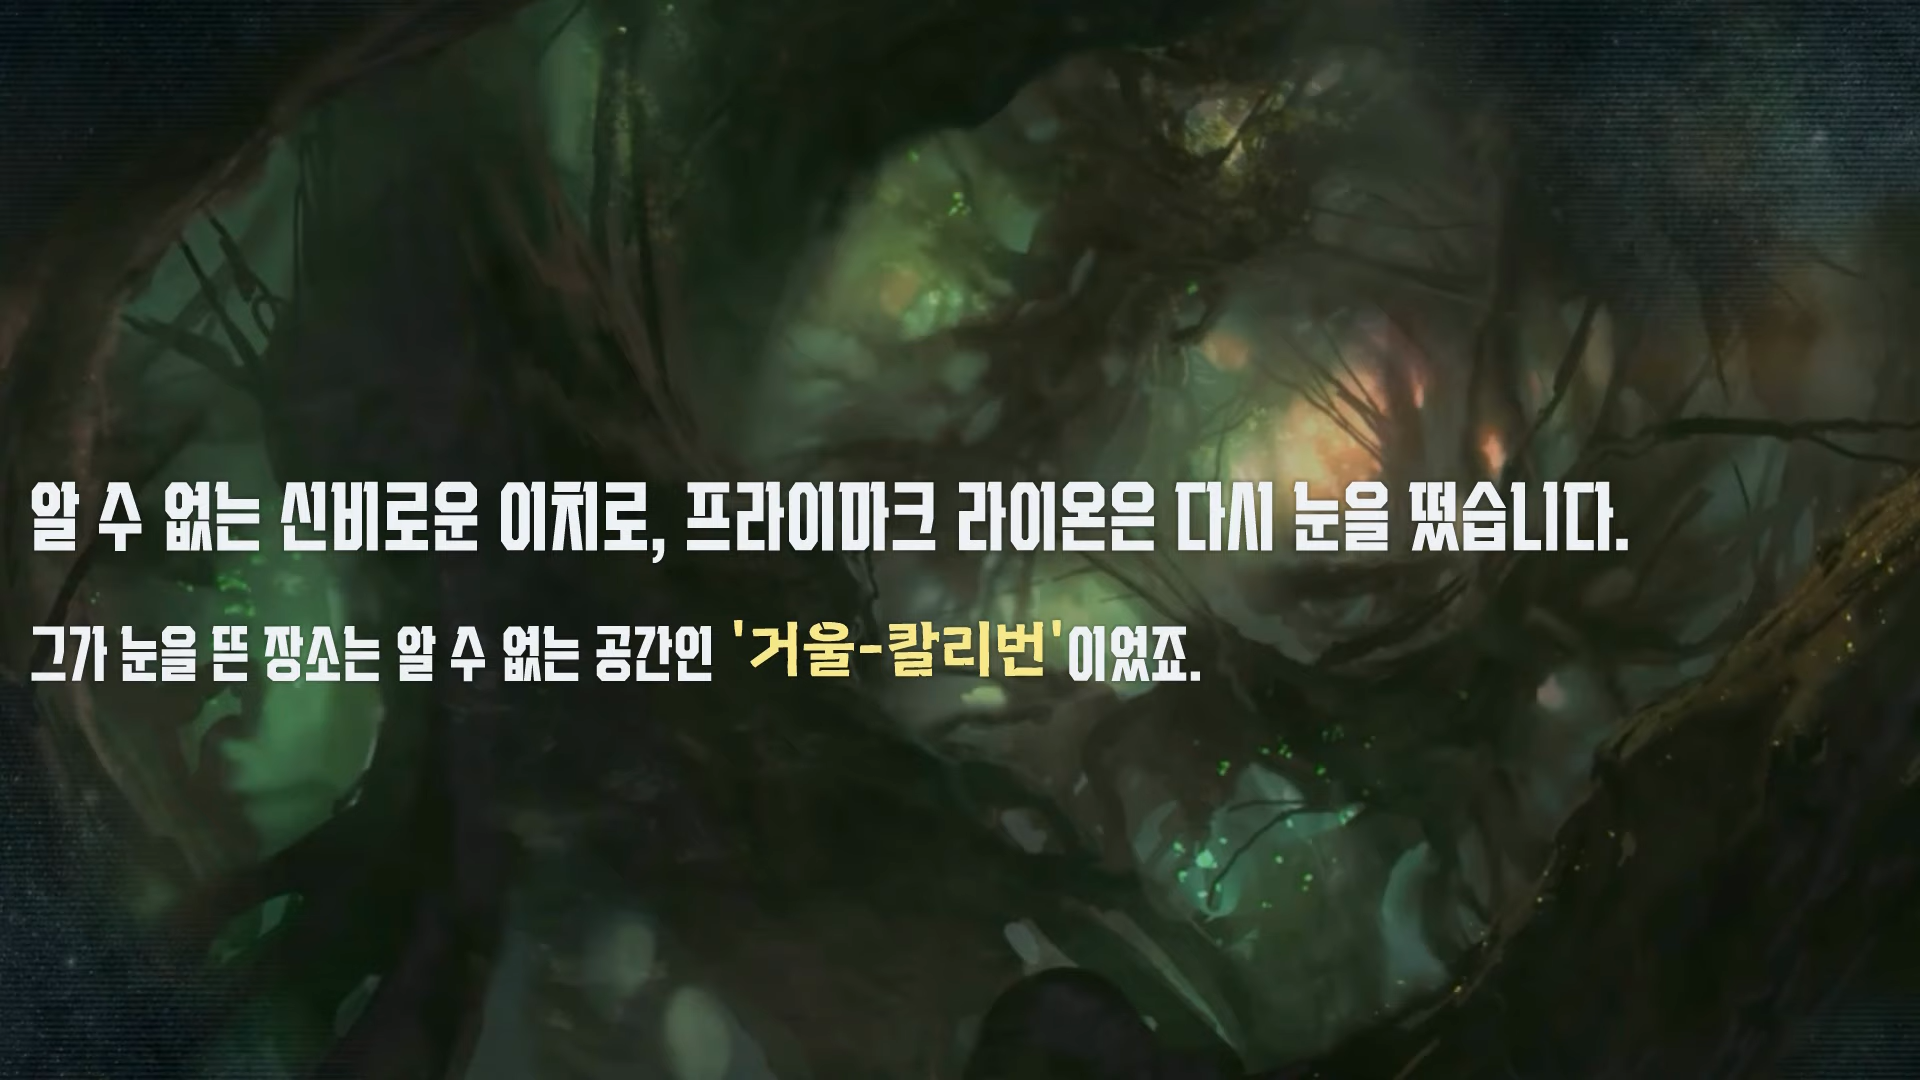 알 수 없는 신비로운 이치로, 프라이마크 라이온은 다시 눈을 떴습니다.
그가 눈을 뜬 장소는 알 수 없는 공간인 '거울-칼리번'이었죠.